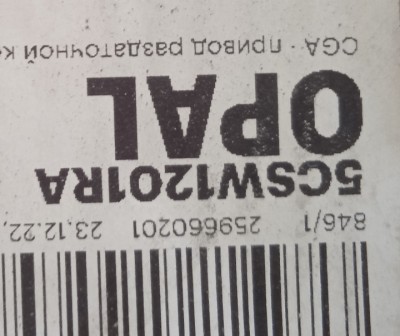 846/1 259660201 23.12.22,
5CSW1201RA
OPAL
CGA - привод раздаточной